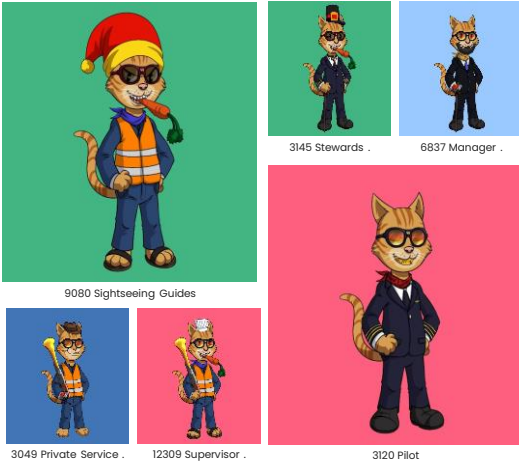 3145 Stewards .
6837 Manager .
9080 Sightseeing Guides
3049 Private Service .
12309 Supervisor .
3120 Pilot